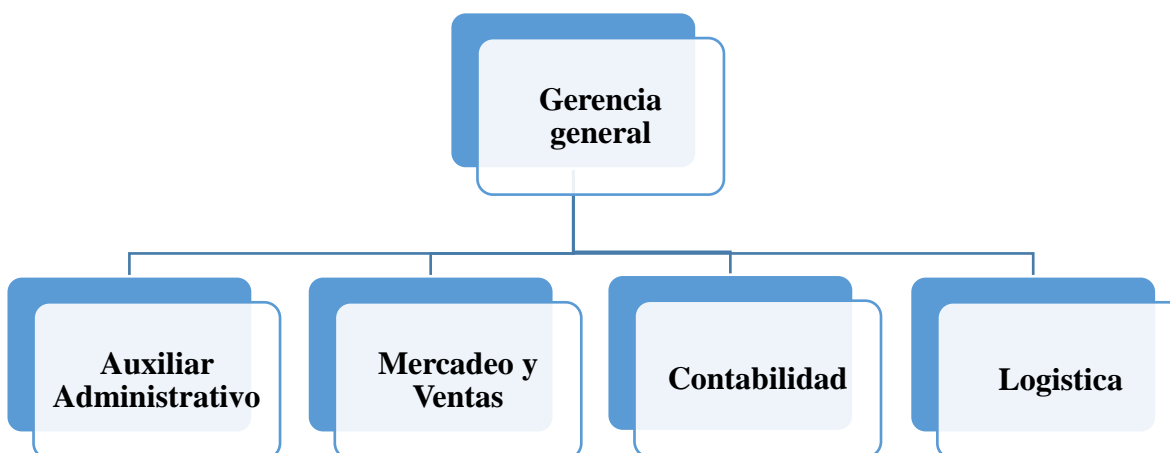 Gerencia
general
Auxiliar
Administrativo
Mercadeo y
Ventas
Contabilidad
Logistica